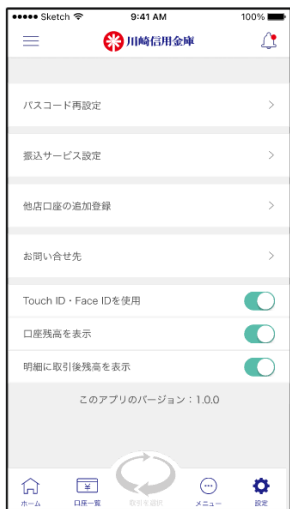 Sketch 9:41 AM 100%
川崎信用金庫
パスコード再設定
振込サービス設定
他店口座の追加登録
お問い合せ先
Touch ID・Face IDを使用
口座残高を表示
明細に取引後残高を表示
このアプリのバージョン：1.0.0
ホーム 口座一覧 取引を選択 メニュー 設定